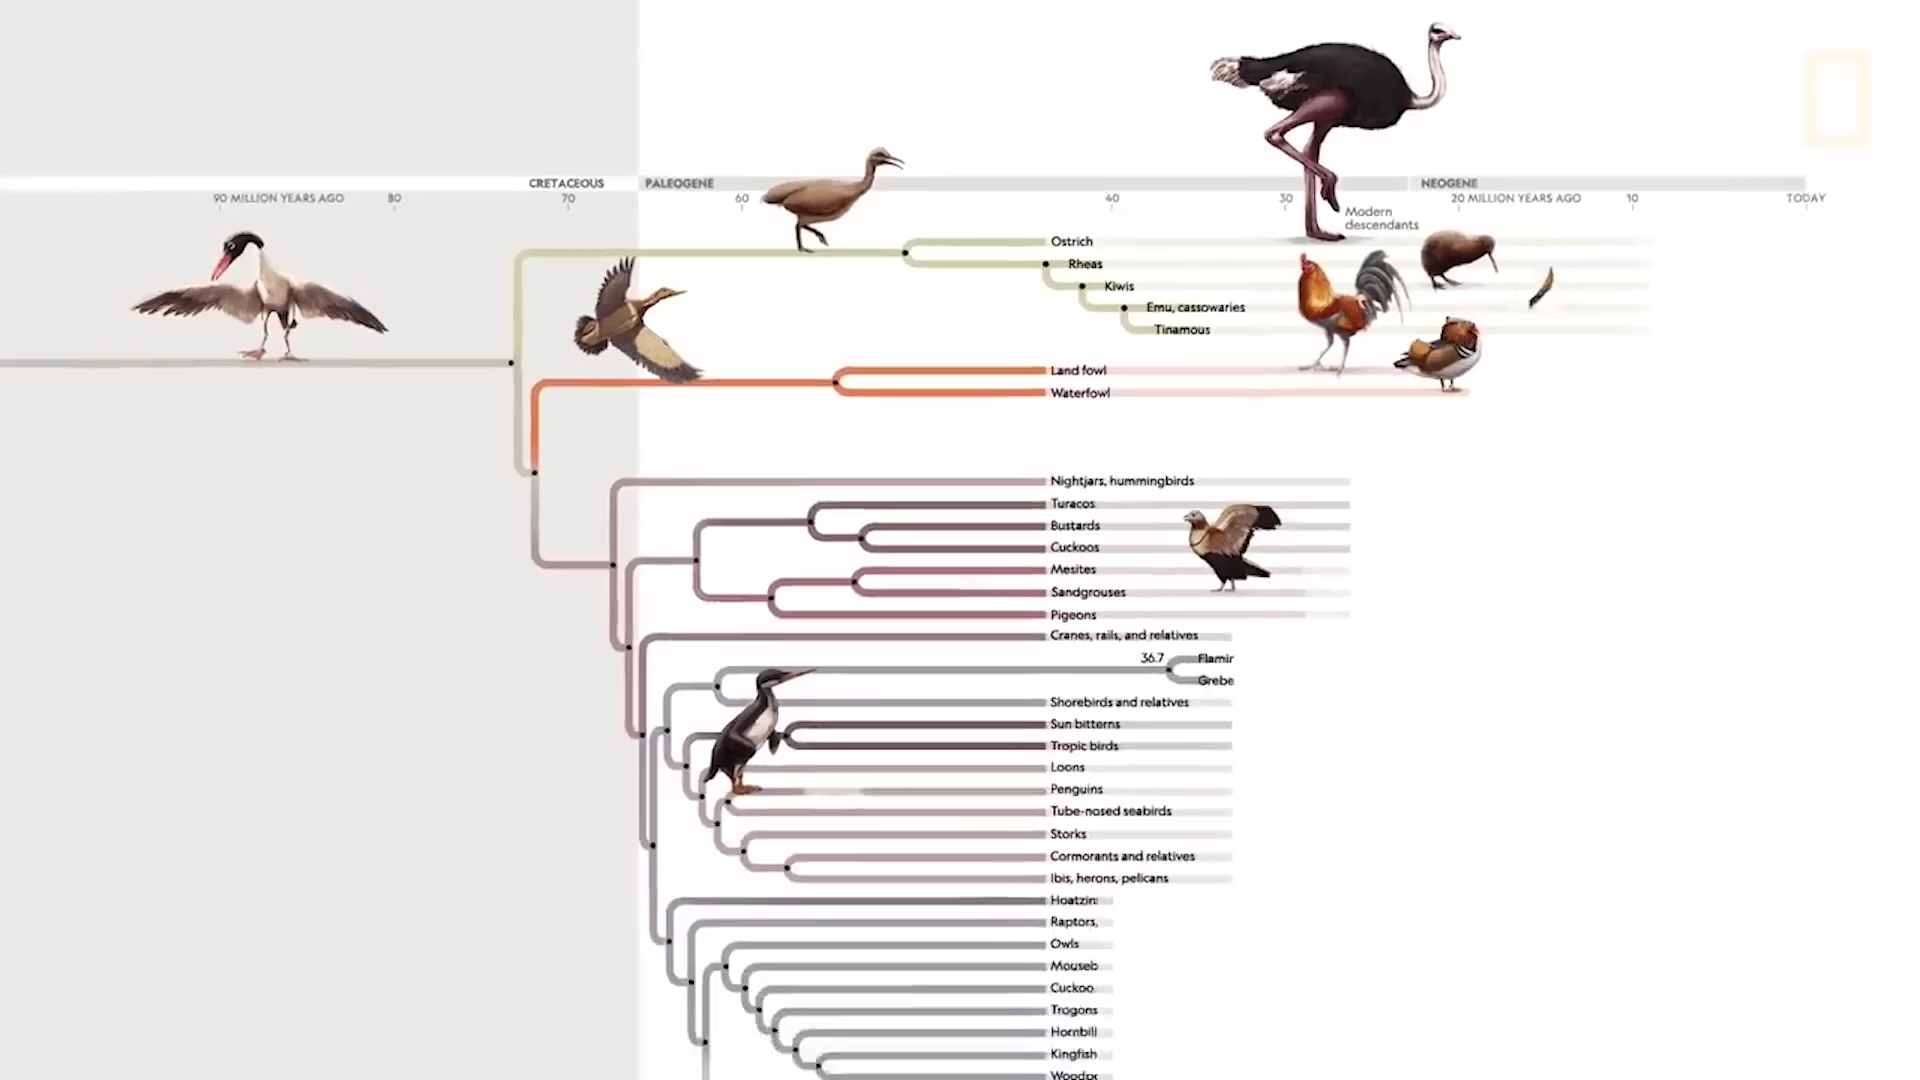 CRETACEOUS
PALEOGENE
NEOGENE
90 MILLION YEARS AGO
80
70
60
40
30
20 MILLION YEARS AGO
10
TODAY
Modern
descendants
Ostrich
Rheas
Kiwis
Emu, cassowaries
Tinamous
Land fowl
Waterfowl
Nightjars, hummingbirds
Turacos
Bustards
Cuckoos
Mesites
Sandgrouses
Pigeons
Cranes, rails, and relatives
36.7
Flamin
Grebe
Shorebirds and relatives
Sun bitterns
Tropic birds
Loons
Penguins
Tube-nosed seabirds
Storks
Cormorants and relatives
Ibis, herons, pelicans
Hoatzin
Raptors,
Owls
Mouseb
Cuckoo
Trogons
Hornbill
Kingfish
Woodpe